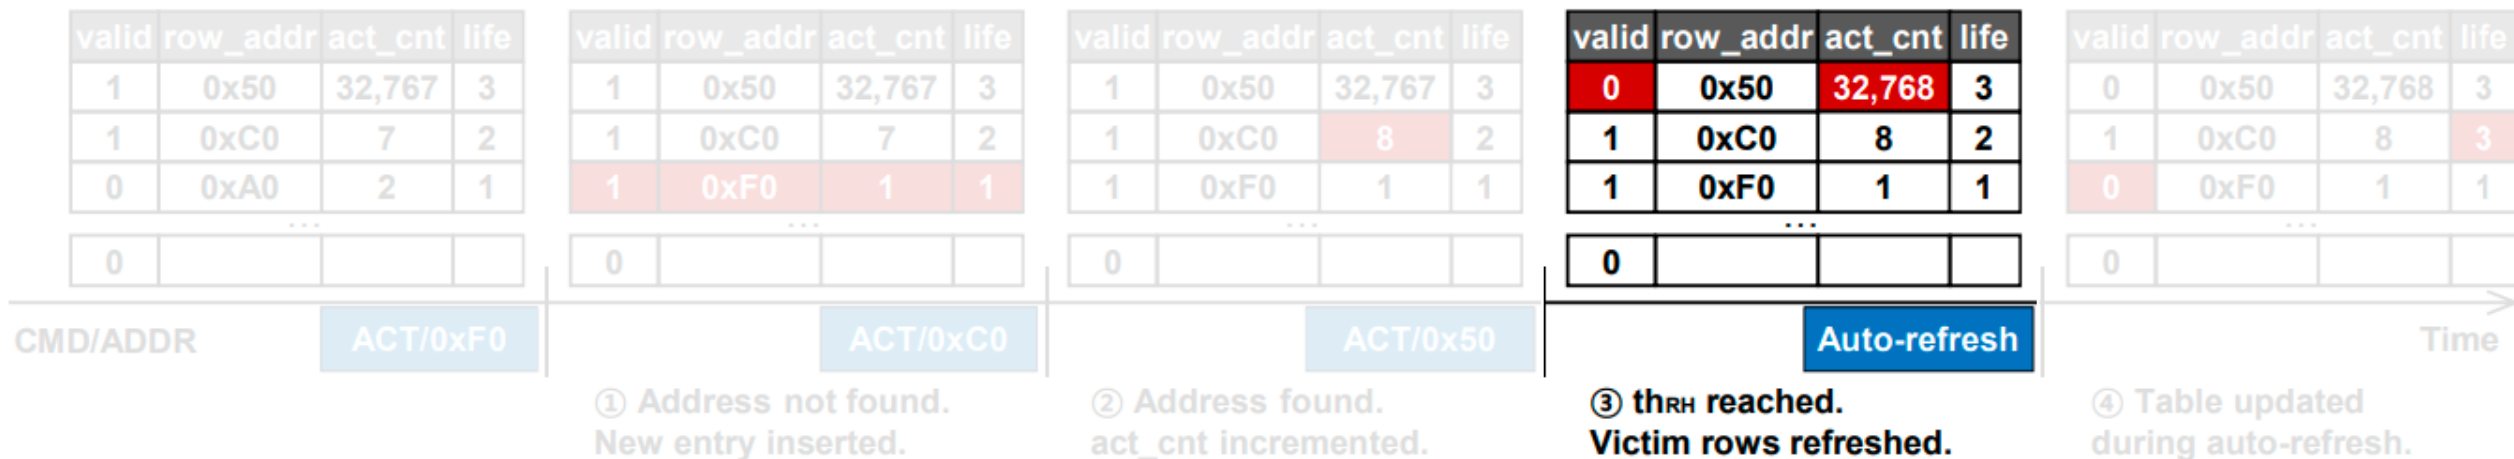 valid row_addr act_cnt life
1 0x50 32,767 3
1 0xC0 7 2
0 0xA0 2 1
...
0
valid row_addr act_cnt life
1 0x50 32,767 3
1 0xC0 7 2
1 0xF0 1 1
...
0
valid row_addr act_cnt life
1 0x50 32,767 3
1 0xC0 8 2
1 0xF0 1 1
...
0
valid row_addr act_cnt life
0 0x50 32,768 3
1 0xC0 8 2
1 0xF0 1 1
...
0
valid row_addr act_cnt life
0 0x50 32,768 3
1 0xC0 8 3
0 0xF0 1 1
...
0
CMD/ADDR
ACT/0xF0
ACT/0xC0
ACT/0x50
Auto-refresh
Time
① Address not found.
New entry inserted.
② Address found.
act_cnt incremented.
③ thRH reached.
Victim rows refreshed.
④ Table updated
during auto-refresh.